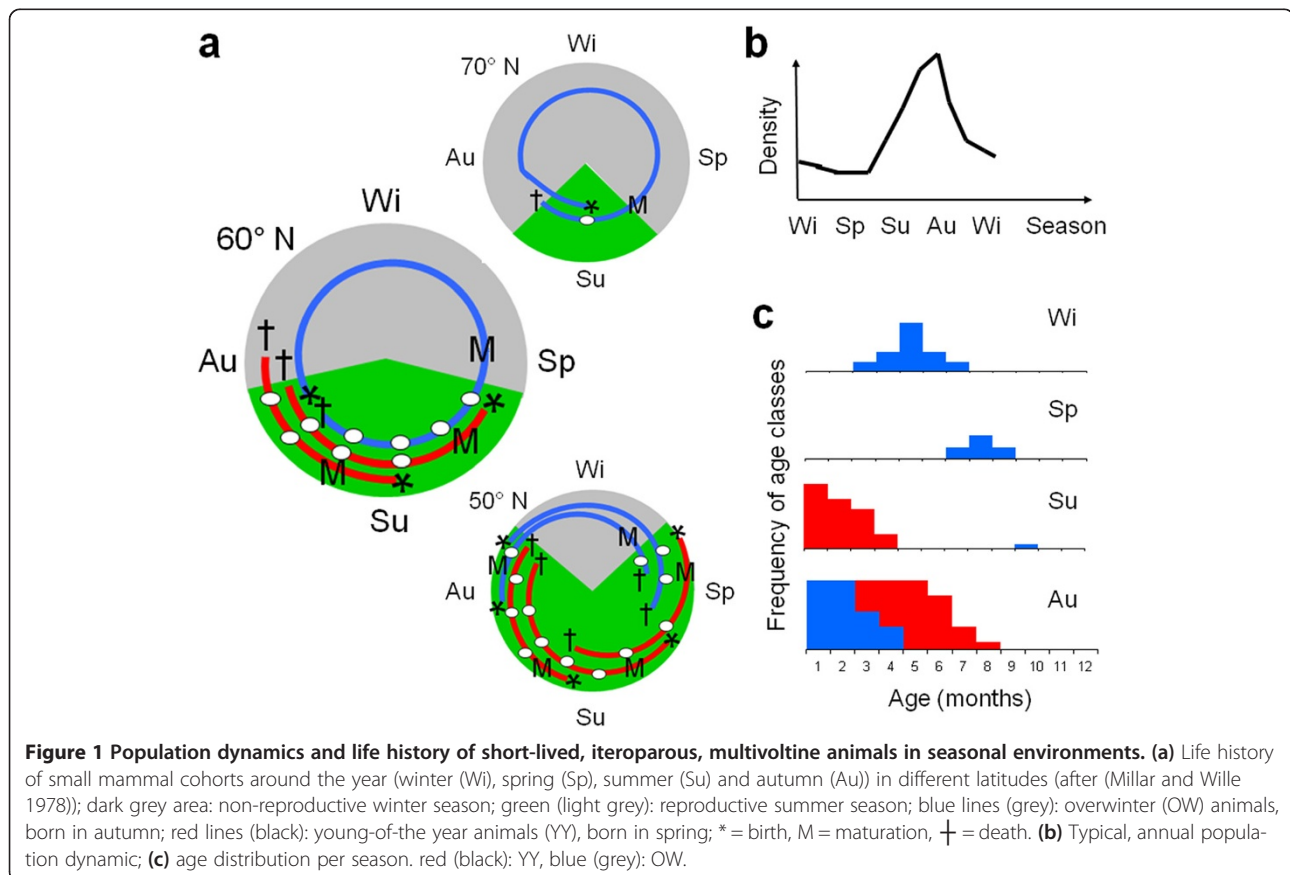 a
70° N
Wi
Au
Sp
M
†
*
Su
60° N
Wi
†
†
M
Au
Sp
*
†
*
M
M
*
Su
50° N
Wi
*
†
M
*
M
†
M
†
Au
*
†
Sp
†
*
M
M
*
Su
b
Density
Wi Sp Su Au Wi Season
c
Frequency of age classes
Wi
Sp
Su
Au
1 2 3 4 5 6 7 8 9 10 11 12
Age (months)
Figure 1 Population dynamics and life history of short-lived, iteroparous, multivoltine animals in seasonal environments. (a) Life history
of small mammal cohorts around the year (winter (Wi), spring (Sp), summer (Su) and autumn (Au)) in different latitudes (after (Millar and Wille
1978)); dark grey area: non-reproductive winter season; green (light grey): reproductive summer season; blue lines (grey): overwinter (OW) animals,
born in autumn; red lines (black): young-of-the year animals (YY), born in spring; * = birth, M = maturation, † = death. (b) Typical, annual popula-
tion dynamic; (c) age distribution per season. red (black): YY, blue (grey): OW.